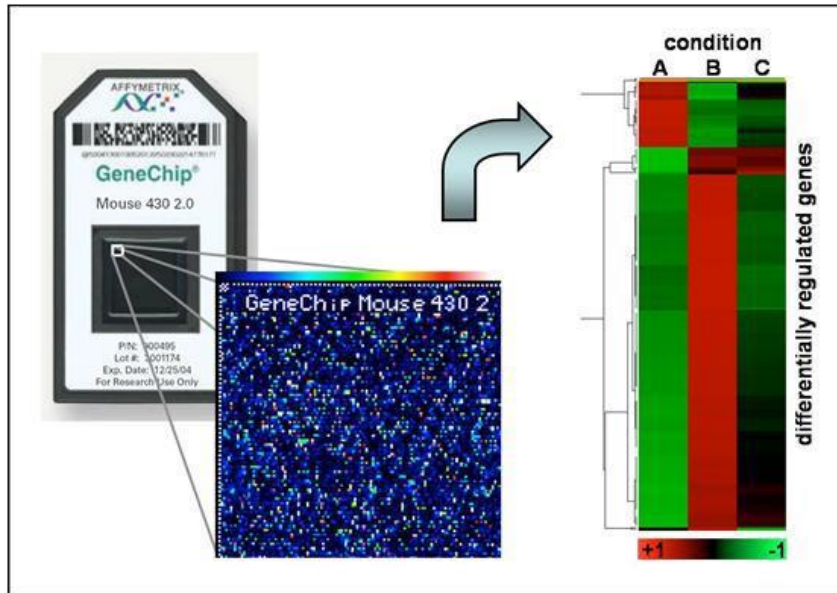 AFFYMETRIX
GeneChip®
Mouse 430 2.0
P/N: 900495
Lot #: 3001174
Exp. Date: 12/25/04
For Research Use Only
GeneChip Mouse 430 2
condition
A B C
differentially regulated genes
+1 -1